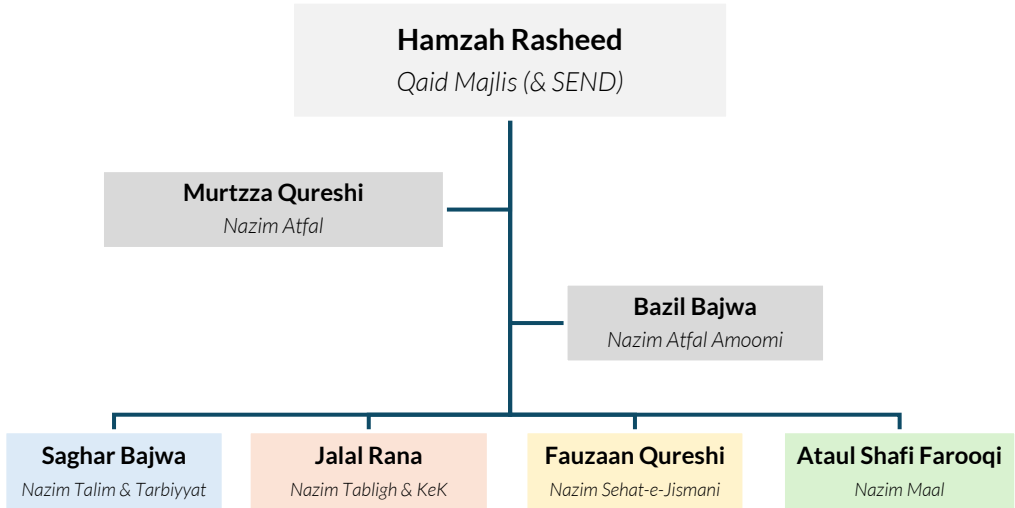 Hamzah Rasheed
Qaid Majlis (& SEND)
Murtzza Qureshi
Nazim Atfal
Bazil Bajwa
Nazim Atfal Amoomi
Saghar Bajwa
Nazim Talim & Tarbiyyat
Jalal Rana
Nazim Tabligh & KeK
Fauzaan Qureshi
Nazim Sehat-e-Jismani
Ataul Shafi Farooqi
Nazim Maal